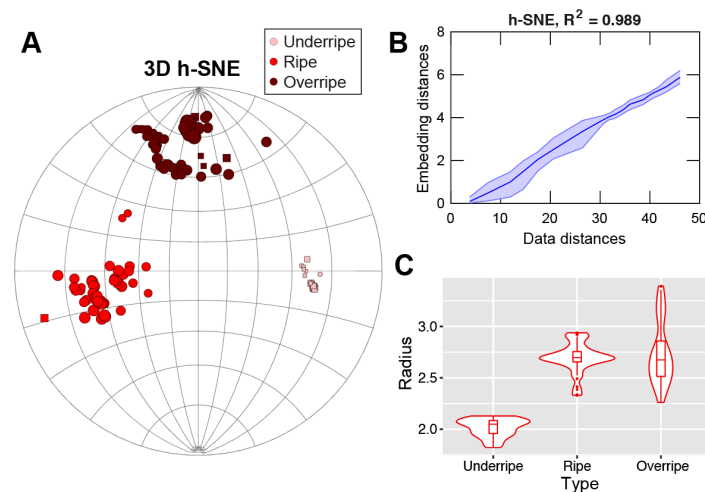 A
3D h-SNE
Underripe
Ripe
Overripe
B
h-SNE, R² = 0.989
Embedding distances
8
6
4
2
0
0 10 20 30 40 50
Data distances
C
Radius
3.0
2.5
2.0
Underripe Ripe Overripe
Type